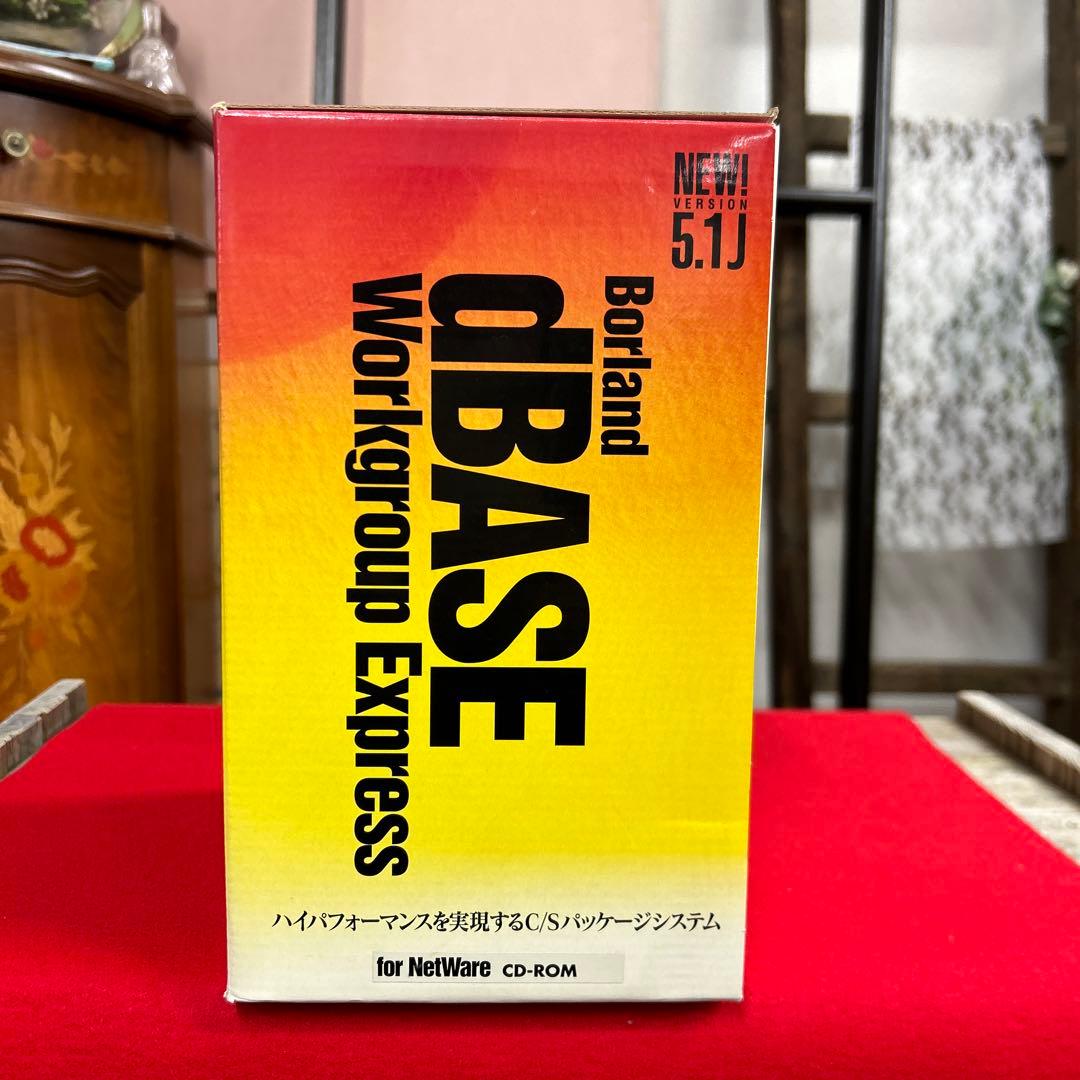 NEW!
VERSION
5.1J
Borland
dBASE
Workgroup Express
ハイパフォーマンスを実現するC/Sパッケージシステム
for NetWare CD-ROM